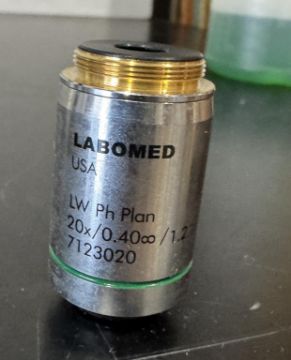 LABOMED
USA
LW Ph Plan
20x/0.40∞/1.2
7123020